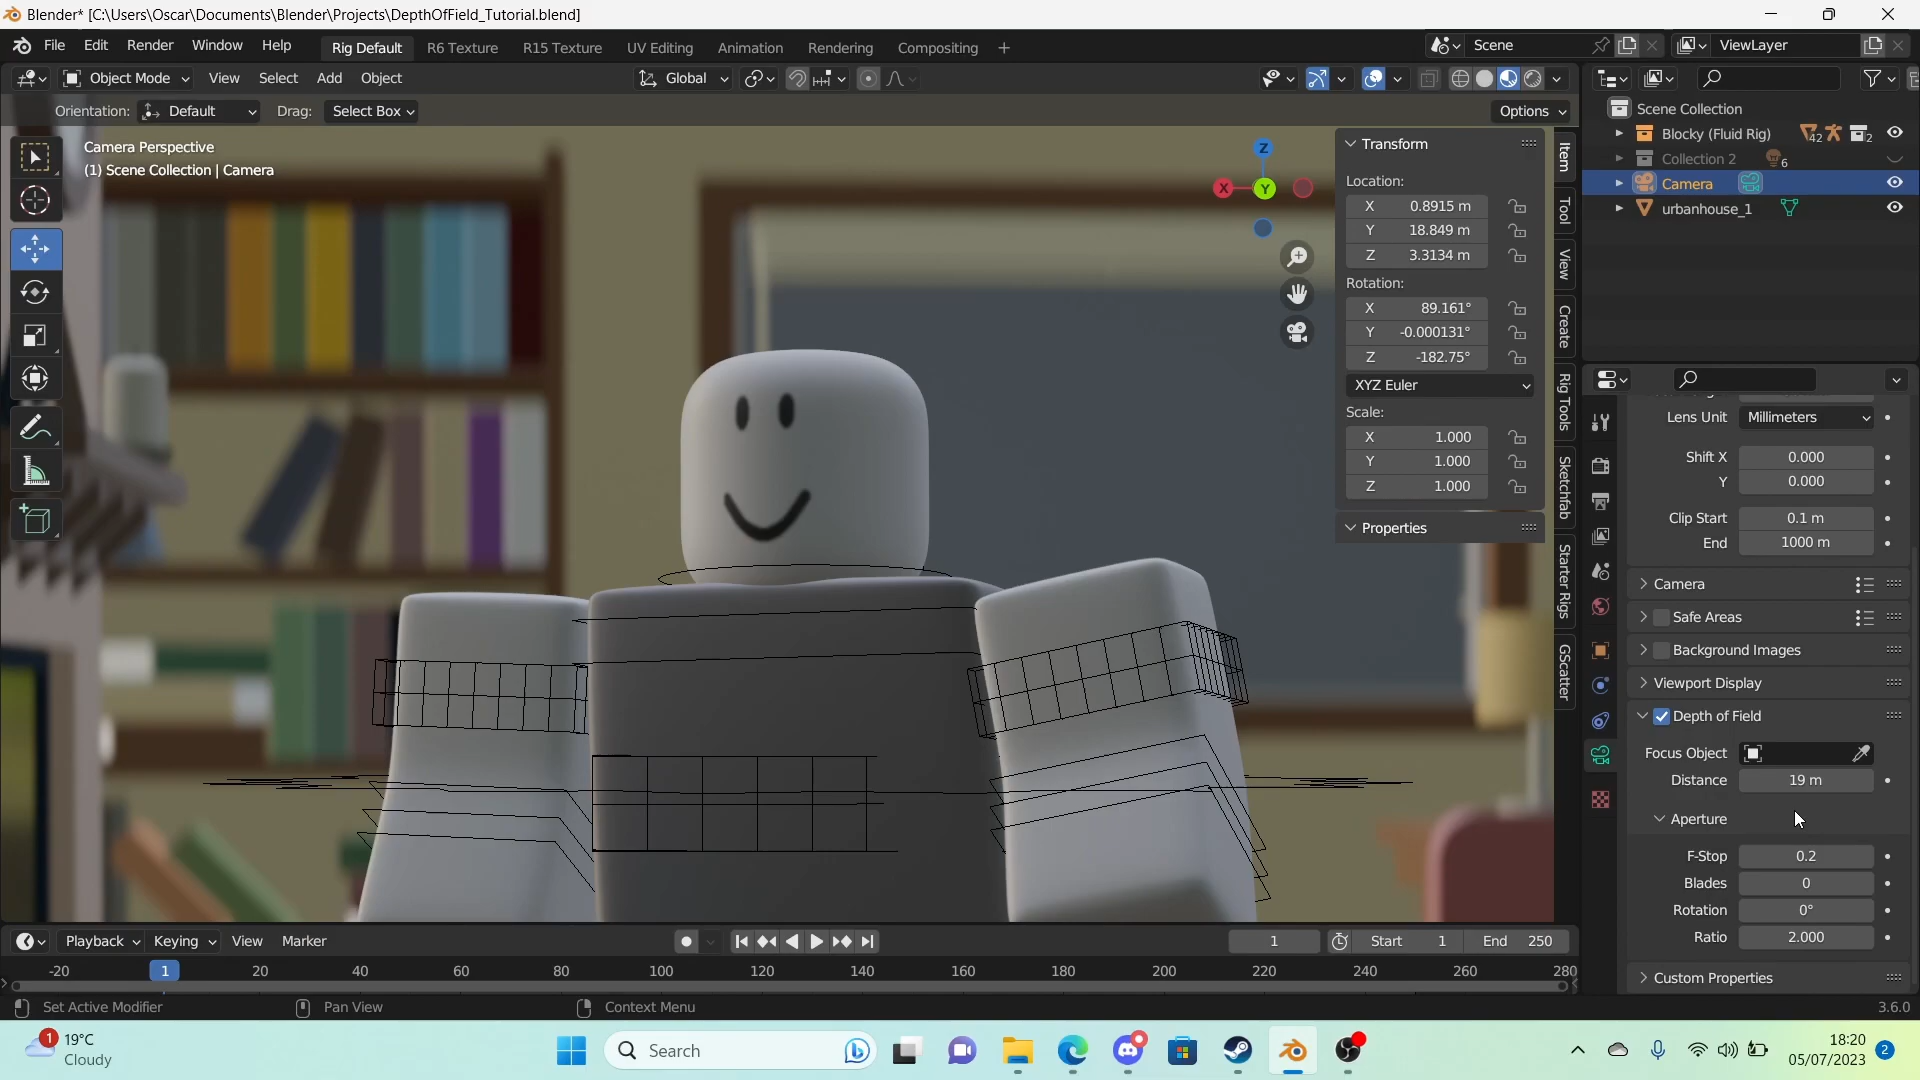 Blender* [C:\Users\Oscar\Documents\Blender\Projects\DepthOfField_Tutorial.blend]
File Edit Render Window Help Rig Default R6 Texture R15 Texture UV Editing Animation Rendering Compositing + Scene ViewLayer
Object Mode View Select Add Object Global
Orientation: Default Drag: Select Box Options
Camera Perspective
(1) Scene Collection | Camera
Z
X
Y
Transform
Location:
X 0.8915 m
Y 18.849 m
Z 3.3134 m
Rotation:
X 89.161°
Y -0.000131°
Z -182.75°
XYZ Euler
Scale:
X 1.000
Y 1.000
Z 1.000
Properties
Item
Tool
View
Create
Rig Tools
Sketchfab
Starter Rigs
GScatter
Scene Collection
Blocky (Fluid Rig) 42 2
Collection 2 6
Camera
urbanhouse_1
Lens Unit Millimeters
Shift X 0.000
Y 0.000
Clip Start 0.1 m
End 1000 m
Camera
Safe Areas
Background Images
Viewport Display
Depth of Field
Focus Object
Distance 19 m
Aperture
F-Stop 0.2
Blades 0
Rotation 0°
Ratio 2.000
Custom Properties
Playback Keying View Marker 1 Start 1 End 250
-20 1 20 40 60 80 100 120 140 160 180 200 220 240 260 280
Set Active Modifier Pan View Context Menu 3.6.0
1 19°C
Cloudy
Search
18:20
05/07/2023 2